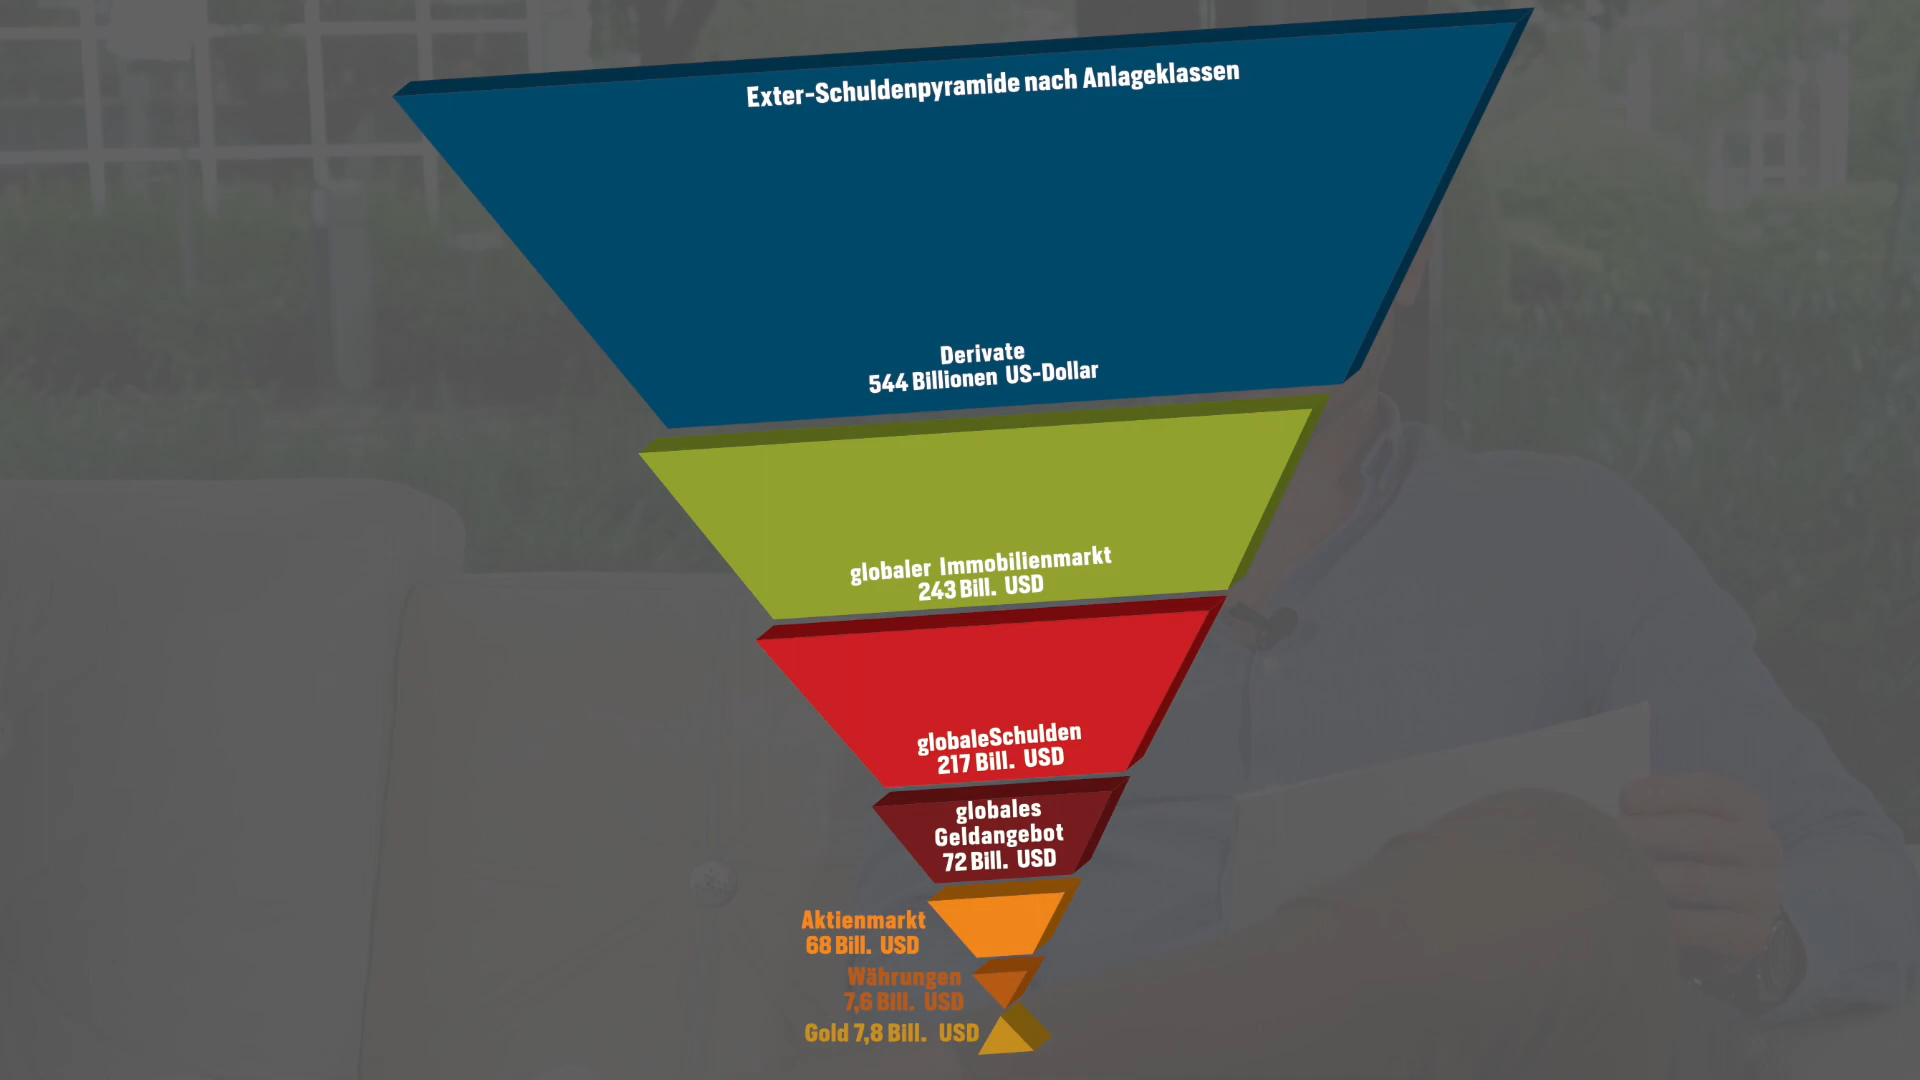 Exter-Schuldenpyramide nach Anlageklassen
Derivate
544 Billionen US-Dollar
globaler Immobilienmarkt
243 Bill. USD
globaleSchulden
217 Bill. USD
globales
Geldangebot
72 Bill. USD
Aktienmarkt
68 Bill. USD
Währungen
7,6 Bill. USD
Gold 7,8 Bill. USD